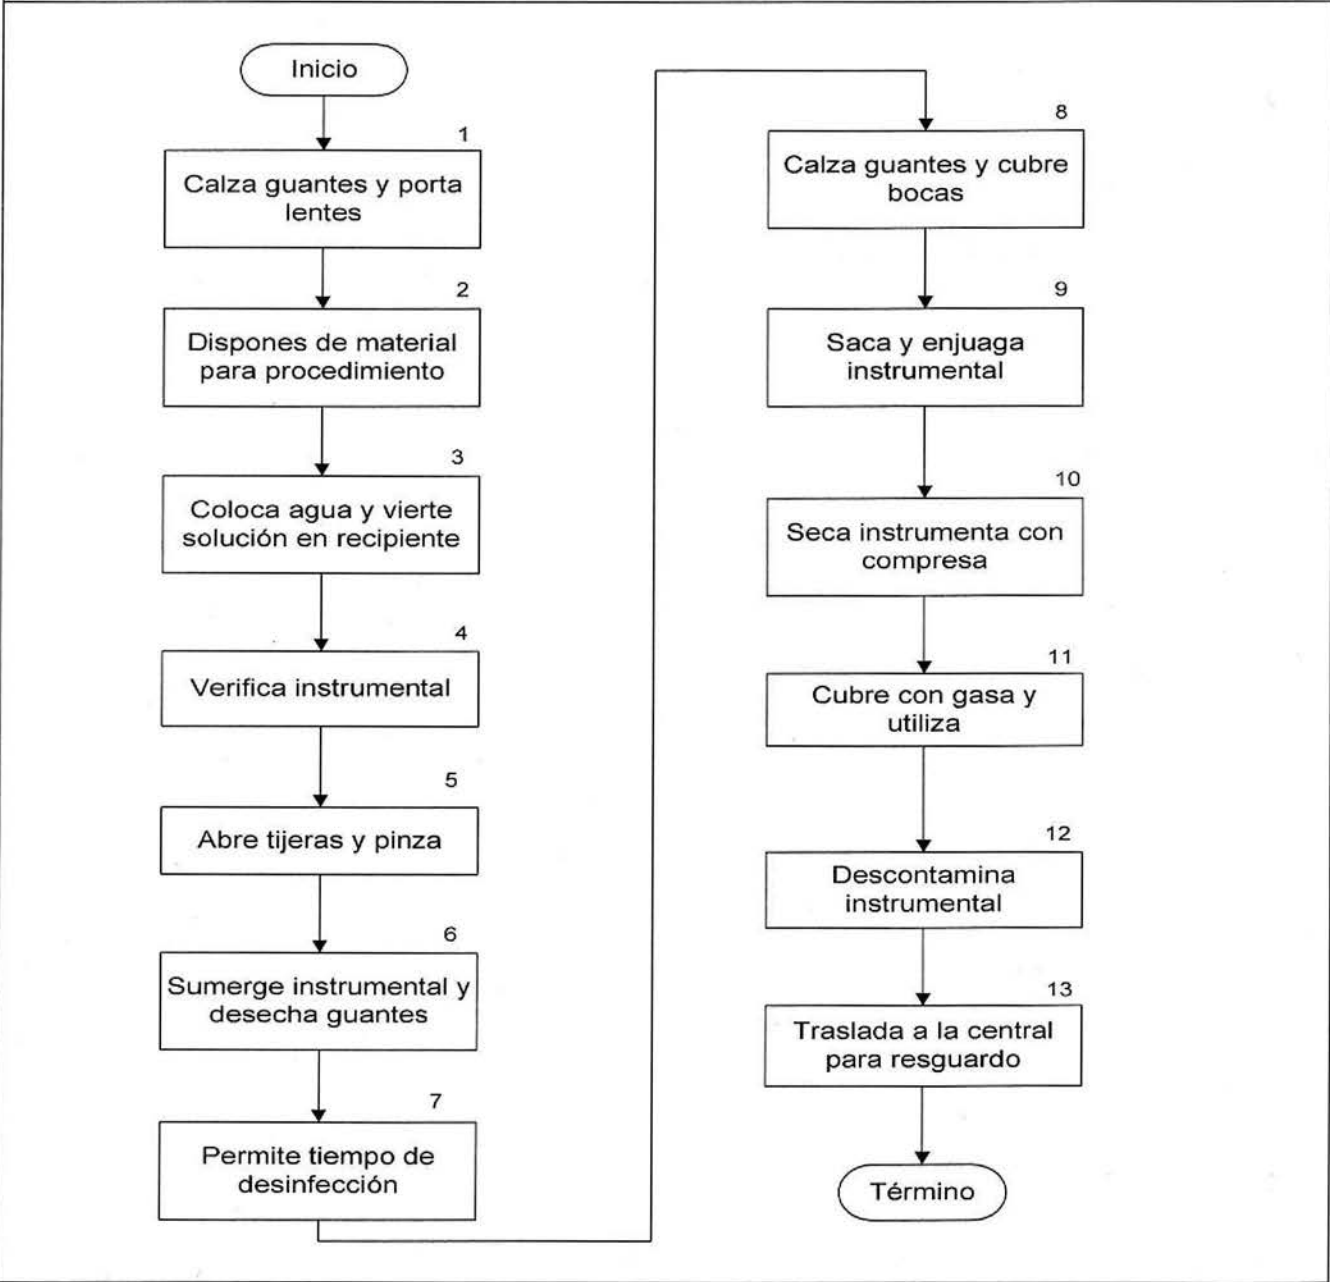 Inicio
1
Calza guantes y porta
lentes
2
Dispones de material
para procedimiento
3
Coloca agua y vierte
solución en recipiente
4
Verifica instrumental
5
Abre tijeras y pinza
6
Sumerge instrumental y
desecha guantes
7
Permite tiempo de
desinfección
8
Calza guantes y cubre
bocas
9
Saca y enjuaga
instrumental
10
Seca instrumenta con
compresa
11
Cubre con gasa y
utiliza
12
Descontamina
instrumental
13
Traslada a la central
para resguardo
Término